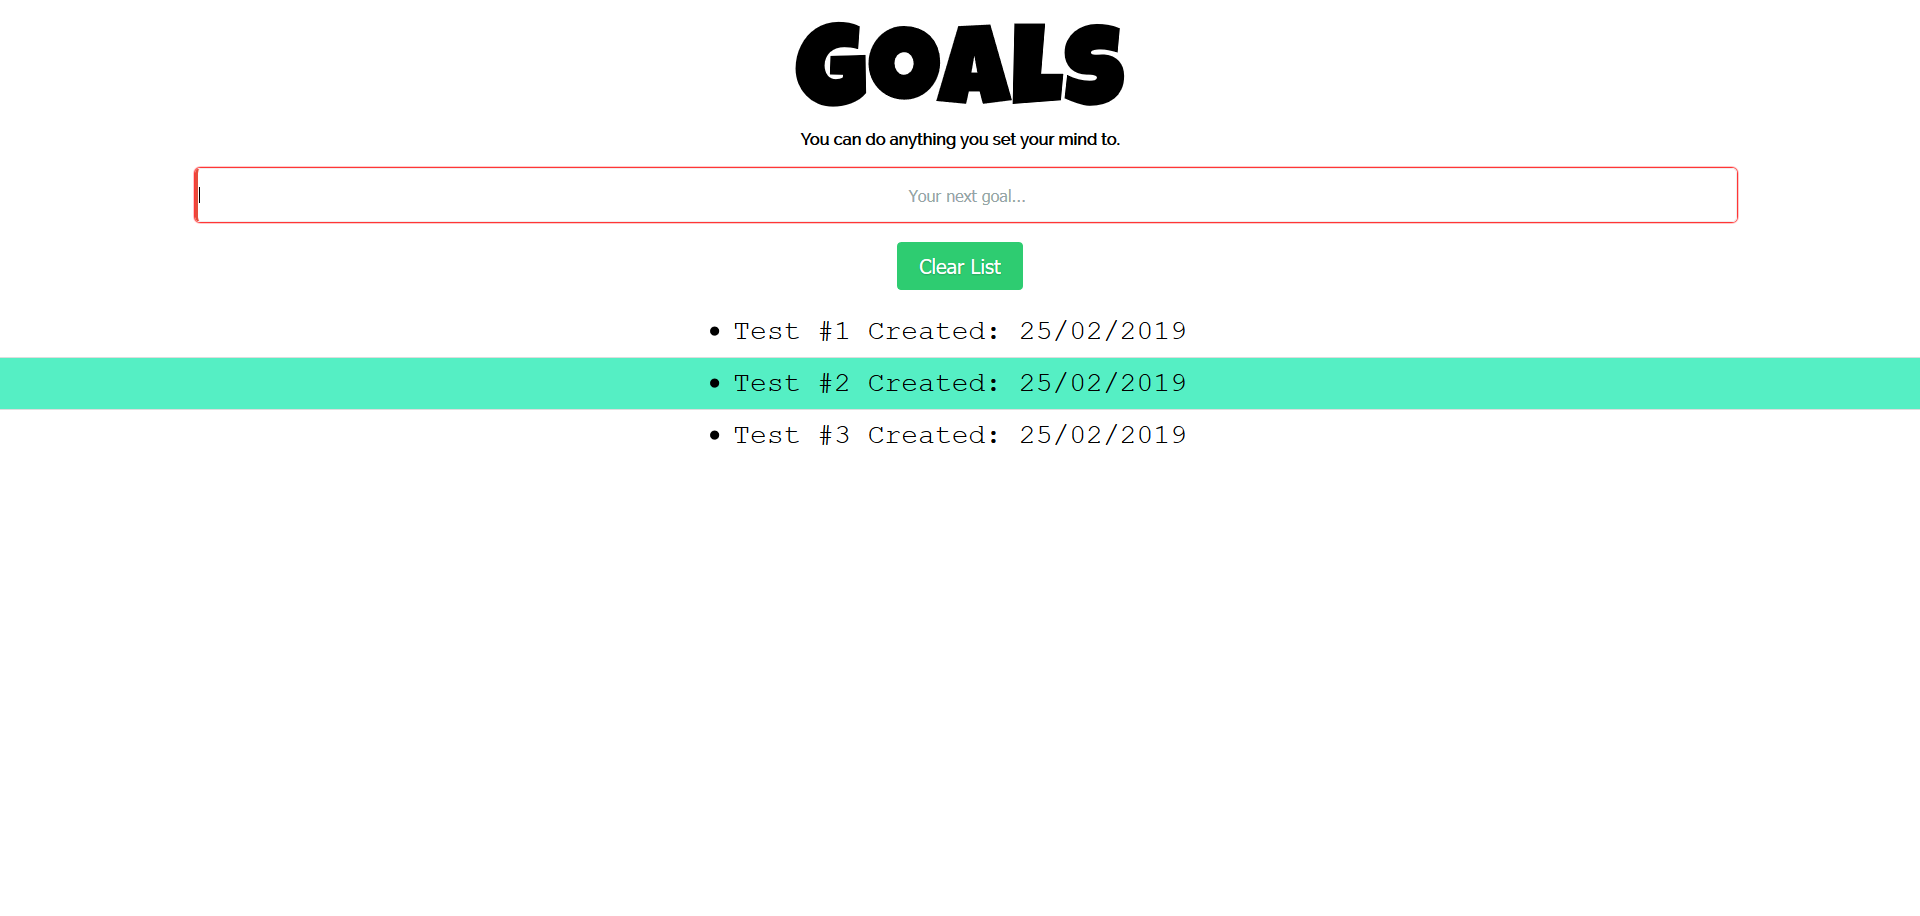 GOALS
You can do anything you set your mind to.
Your next goal...
Clear List
• Test #1 Created: 25/02/2019
• Test #2 Created: 25/02/2019
• Test #3 Created: 25/02/2019